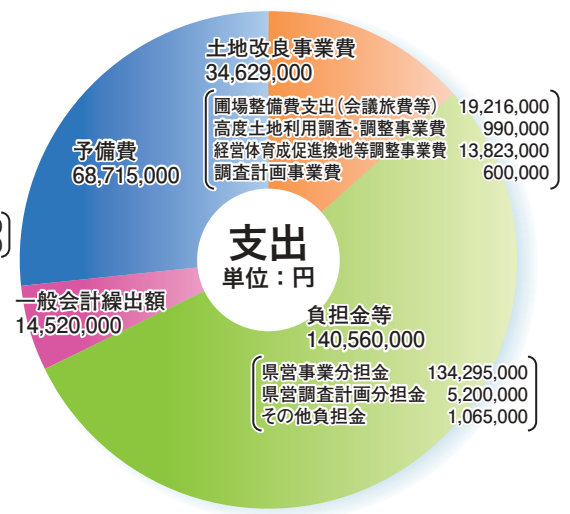 土地改良事業費
34,629,000
圃場整備費支出（会議旅費等） 19,216,000
高度土地利用調査・調整事業費 990,000
経営体育成促進換地等調整事業費 13,823,000
調査計画事業費 600,000
予備費
68,715,000
支出
単位：円
一般会計繰出額
14,520,000
負担金等
140,560,000
県営事業分担金 134,295,000
県営調査計画分担金 5,200,000
その他負担金 1,065,000